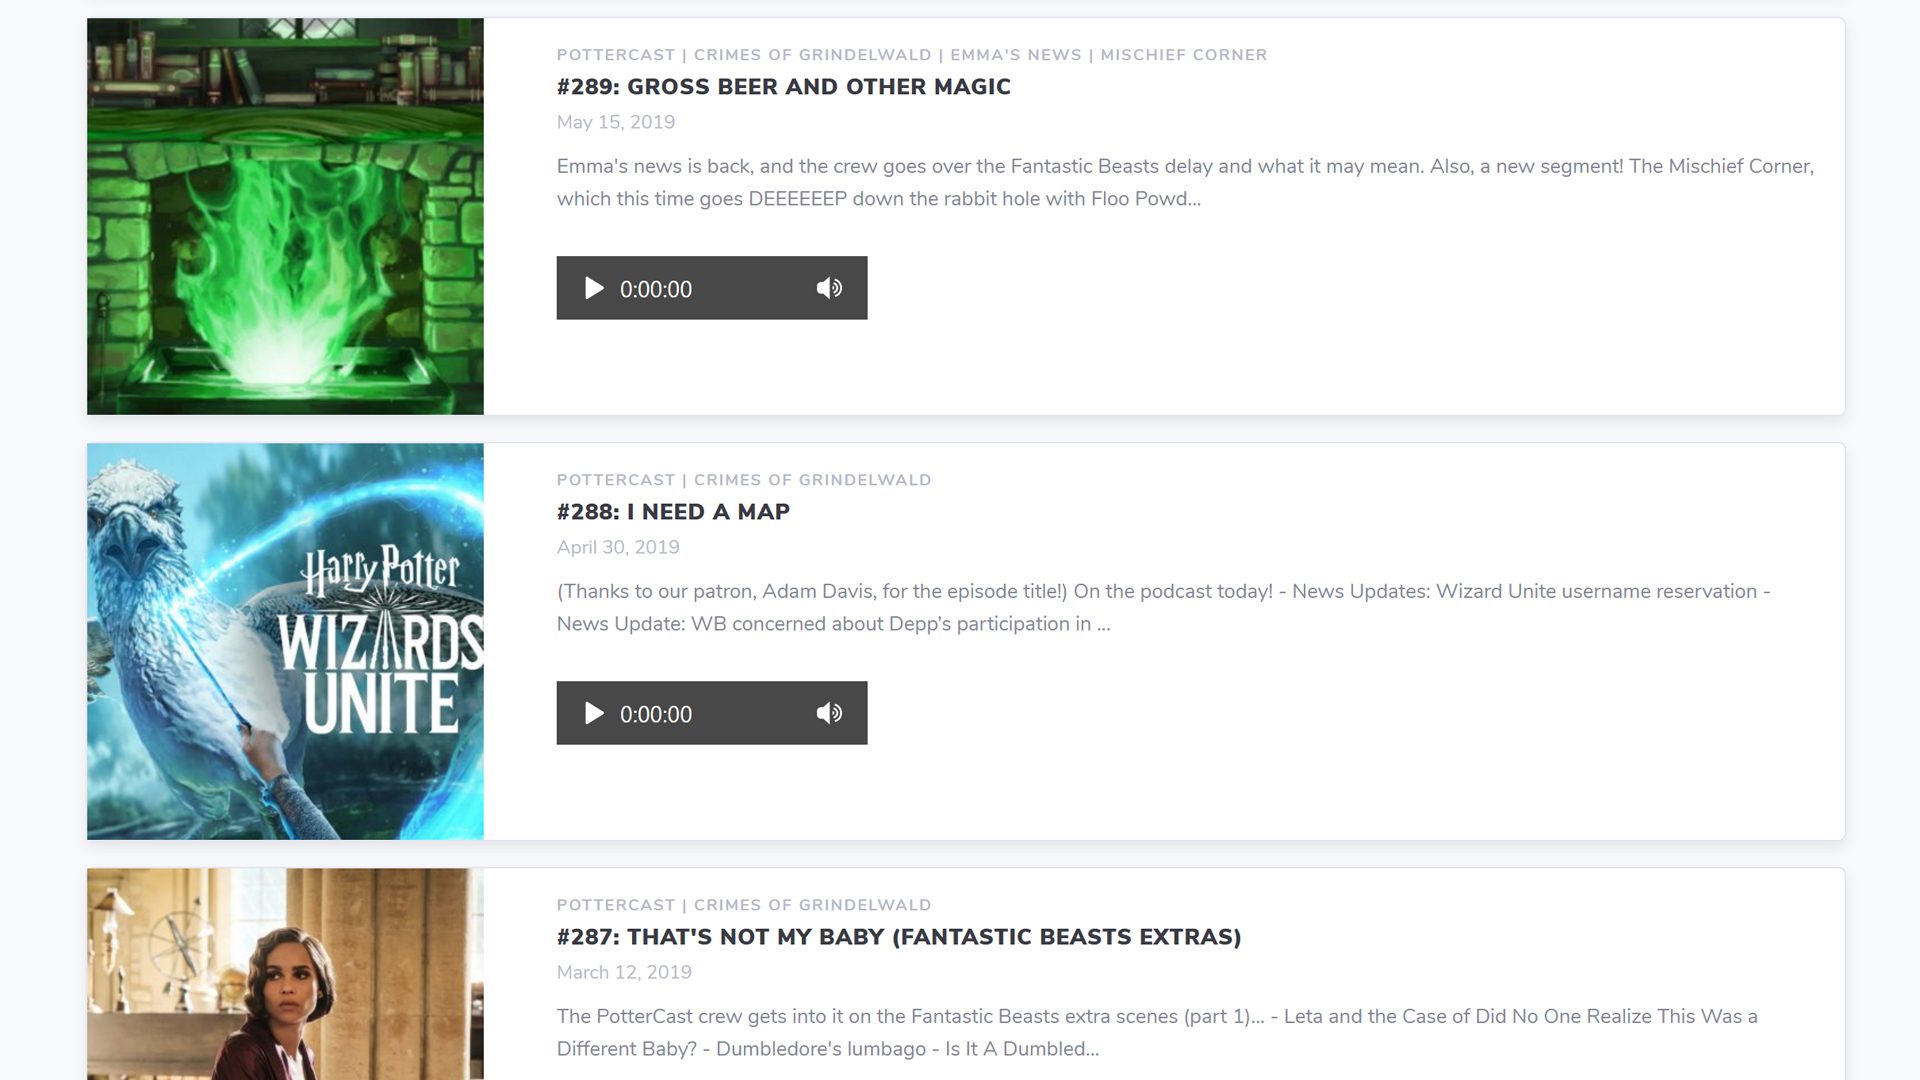 POTTERCAST | CRIMES OF GRINDELWALD | EMMA'S NEWS | MISCHIEF CORNER
#289: GROSS BEER AND OTHER MAGIC
May 15, 2019
Emma's news is back, and the crew goes over the Fantastic Beasts delay and what it may mean. Also, a new segment! The Mischief Corner,
which this time goes DEEEEEEP down the rabbit hole with Floo Powd...
0:00:00
Harry Potter
WIZARDS
UNITE
POTTERCAST | CRIMES OF GRINDELWALD
#288: I NEED A MAP
April 30, 2019
(Thanks to our patron, Adam Davis, for the episode title!) On the podcast today! - News Updates: Wizard Unite username reservation -
News Update: WB concerned about Depp’s participation in ...
0:00:00
POTTERCAST | CRIMES OF GRINDELWALD
#287: THAT'S NOT MY BABY (FANTASTIC BEASTS EXTRAS)
March 12, 2019
The PotterCast crew gets into it on the Fantastic Beasts extra scenes (part 1)... - Leta and the Case of Did No One Realize This Was a
Different Baby? - Dumbledore's lumbago - Is It A Dumbled...